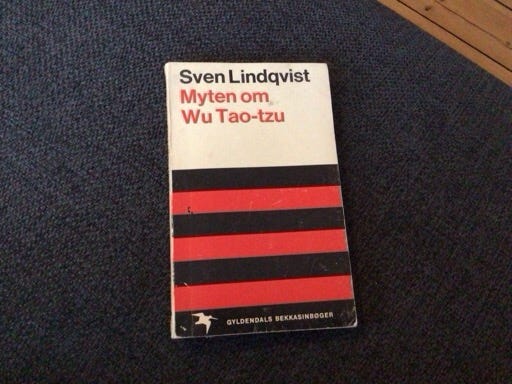 Sven Lindqvist
Myten om
Wu Tao-tzu
GYLDENDALS BEKKASINBØGER